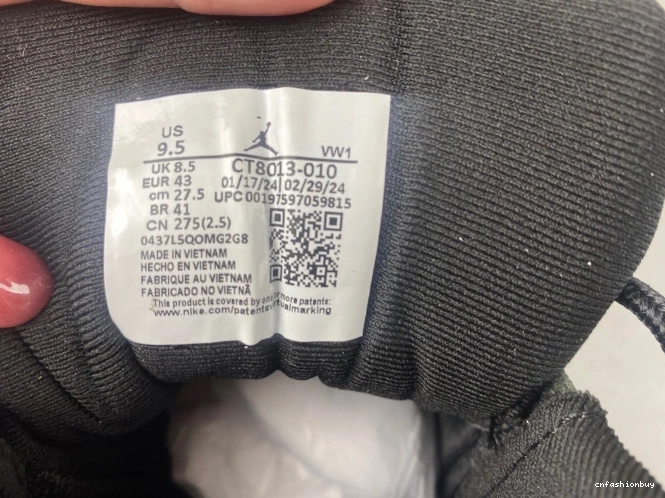 US
9.5
VW1
UK 8.5
CT8013-010
EUR 43
01/17/24 02/29/24
cm 27.5
UPC 00197597059815
BR 41
CN 275(2.5)
0437L5QOMG2G8
MADE IN VIETNAM
HECHO EN VIETNAM
FABRIQUE AU VIETNAM
FABRICADO NO VIETNÃ
This product is covered by one or more patents:
www.nike.com/patentsvirtualmarking
cnfashionbuy